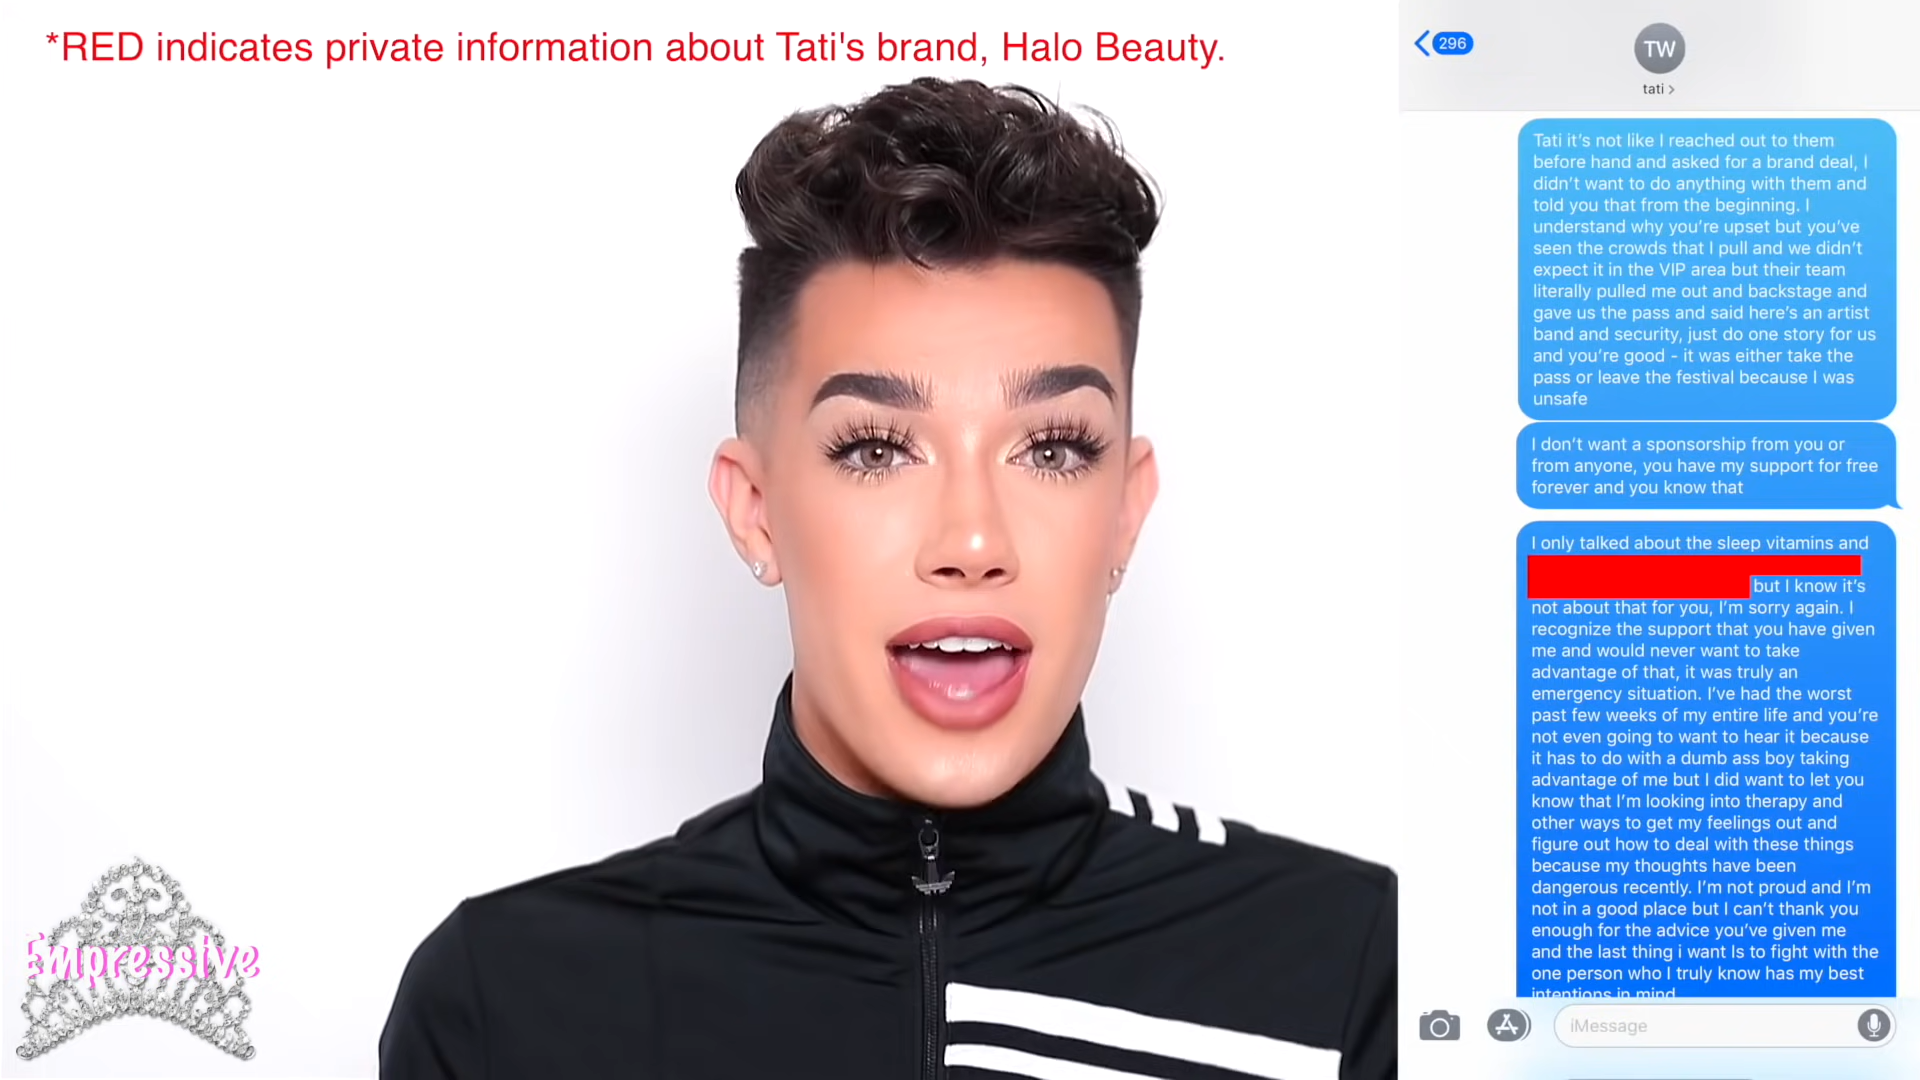 *RED indicates private information about Tati's brand, Halo Beauty.
296
TW
tati >
Tati it's not like I reached out to them
before hand and asked for a brand deal, I
didn't want to do anything with them and
told you that from the beginning. I
understand why you're upset but you've
seen the crowds that I pull and we didn't
expect it in the VIP area but their team
literally pulled me out and backstage and
gave us the pass and said here's an artist
band and security, just do one story for us
and you're good - it was either take the
pass or leave the festival because I was
unsafe
I don't want a sponsorship from you or
from anyone, you have my support for free
forever and you know that
I only talked about the sleep vitamins and
but I know it's
not about that for you, I'm sorry again. I
recognize the support that you have given
me and would never want to take
advantage of that, it was truly an
emergency situation. I've had the worst
past few weeks of my entire life and you're
not even going to want to hear it because
it has to do with a dumb ass boy taking
advantage of me but I did want to let you
know that I'm looking into therapy and
other ways to get my feelings out and
figure out how to deal with these things
because my thoughts have been
dangerous recently. I'm not proud and I'm
not in a good place but I can't thank you
enough for the advice you've given me
and the last thing i want Is to fight with the
one person who I truly know has my best
intentions in mind
iMessage
Empressive